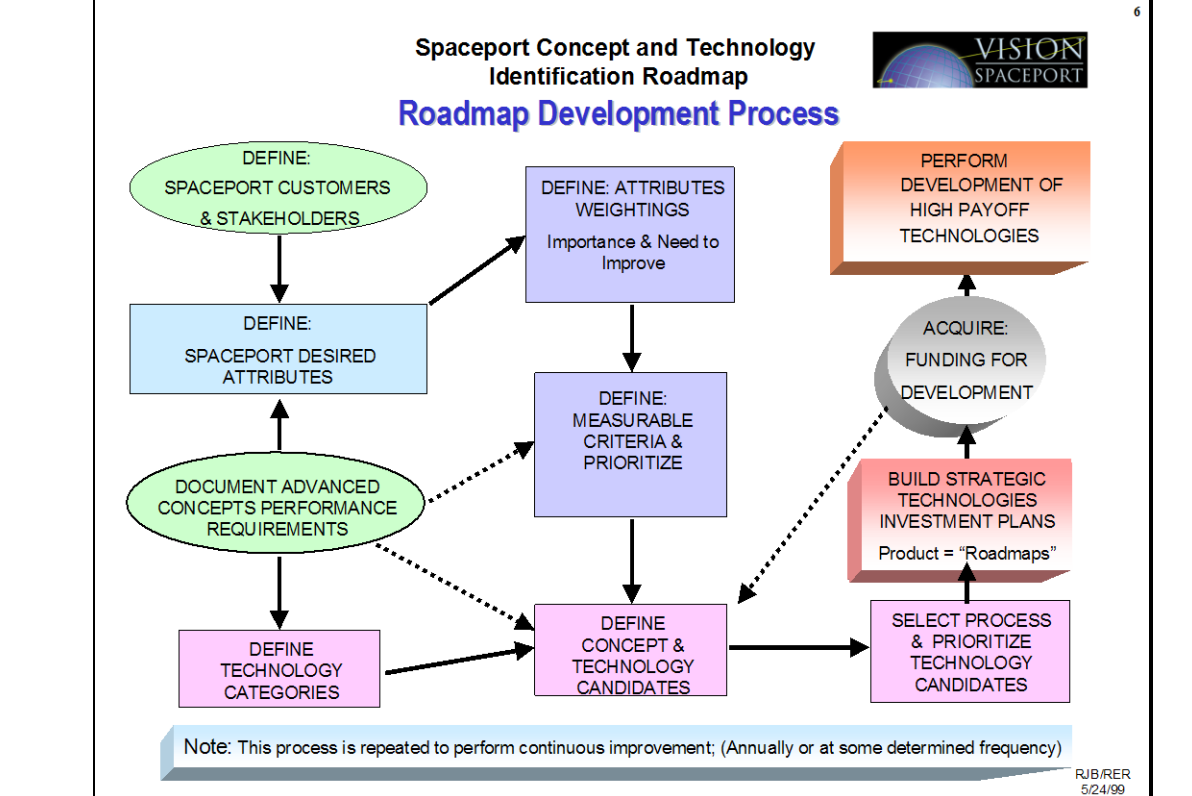 6
Spaceport Concept and Technology
Identification Roadmap
VISION
SPACEPORT
Roadmap Development Process
DEFINE:
SPACEPORT CUSTOMERS
& STAKEHOLDERS
DEFINE:
SPACEPORT DESIRED
ATTRIBUTES
DOCUMENT ADVANCED
CONCEPTS PERFORMANCE
REQUIREMENTS
DEFINE
TECHNOLOGY
CATEGORIES
DEFINE: ATTRIBUTES
WEIGHTINGS
Importance & Need to
Improve
DEFINE:
MEASURABLE
CRITERIA &
PRIORITIZE
DEFINE
CONCEPT &
TECHNOLOGY
CANDIDATES
PERFORM
DEVELOPMENT OF
HIGH PAYOFF
TECHNOLOGIES
ACQUIRE:
FUNDING FOR
DEVELOPMENT
BUILD STRATEGIC
TECHNOLOGIES
INVESTMENT PLANS
Product = “Roadmaps”
SELECT PROCESS
& PRIORITIZE
TECHNOLOGY
CANDIDATES
Note: This process is repeated to perform continuous improvement; (Annually or at some determined frequency)
RJB/RER
5/24/99